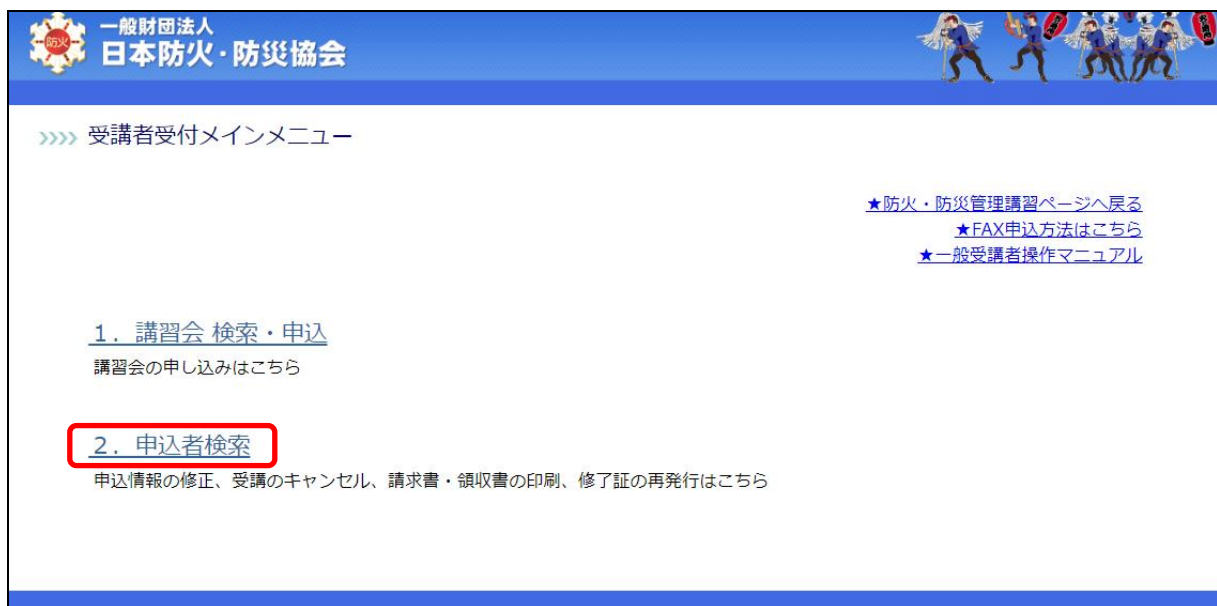 防火
一般財団法人
日本防火・防災協会
>>>> 受講者受付メインメニュー
★防火・防災管理講習ページへ戻る
★FAX申込方法はこちら
★一般受講者操作マニュアル
1．講習会 検索・申込
講習会の申し込みはこちら
2．申込者検索
申込情報の修正、受講のキャンセル、請求書・領収書の印刷、修了証の再発行はこちら